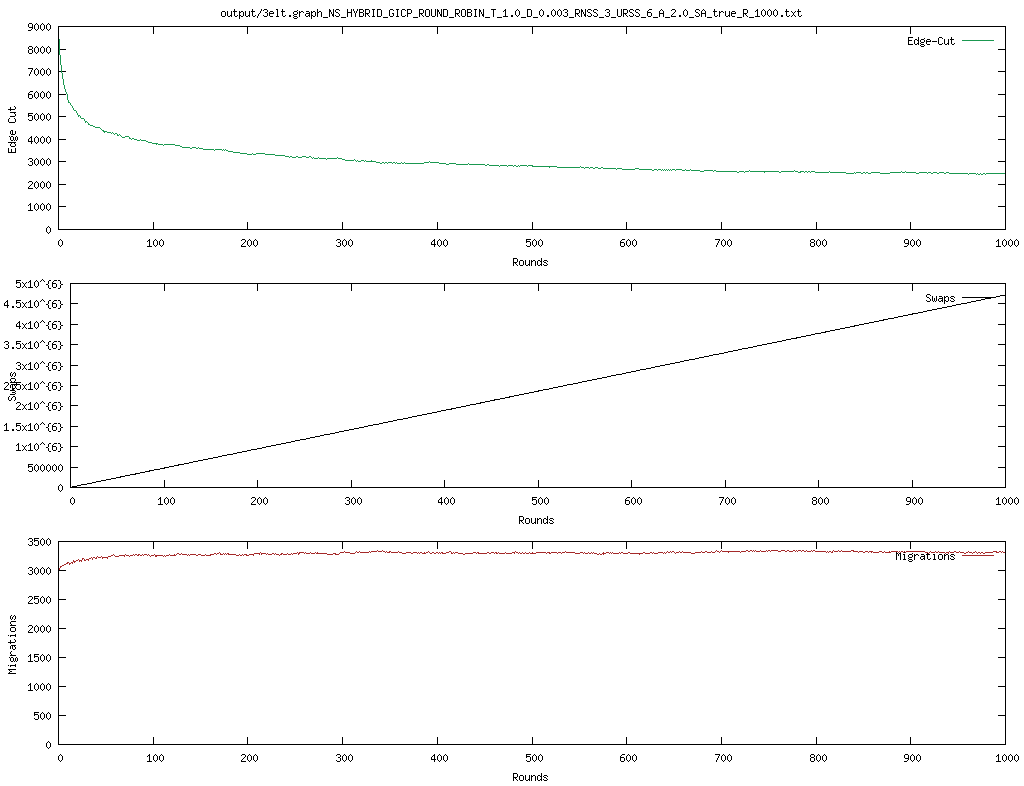 output/3elt.graph_NS_HYBRID_GICP_ROUND_ROBIN_T_1.0_D_0.003_RNSS_3_URSS_6_A_2.0_SA_true_R_1000.txt
9000
8000
7000
6000
5000
4000
3000
2000
1000
0
Edge Cut
Edge-Cut
0 100 200 300 400 500 600 700 800 900 1000
Rounds
5x10^{6}
4.5x10^{6}
4x10^{6}
3.5x10^{6}
3x10^{6}
2.5x10^{6}
2x10^{6}
1.5x10^{6}
1x10^{6}
500000
0
Swaps
Swaps
0 100 200 300 400 500 600 700 800 900 1000
Rounds
3500
3000
2500
2000
1500
1000
500
0
Migrations
Migrations
0 100 200 300 400 500 600 700 800 900 1000
Rounds